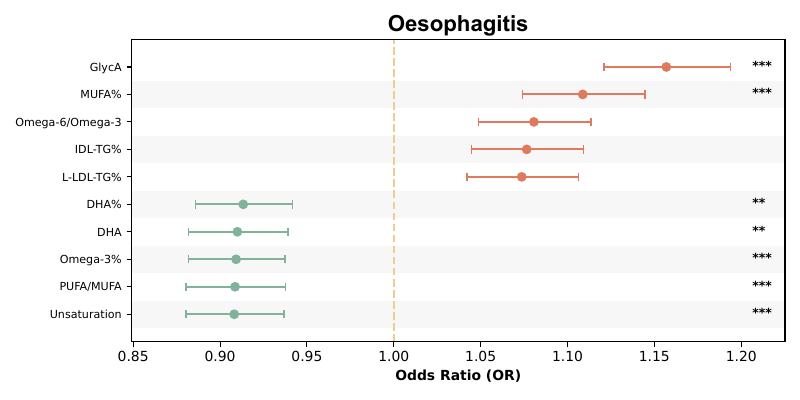 Oesophagitis
GlycA ***
MUFA% ***
Omega-6/Omega-3
IDL-TG%
L-LDL-TG%
DHA% **
DHA **
Omega-3% ***
PUFA/MUFA ***
Unsaturation ***
0.85 0.90 0.95 1.00 1.05 1.10 1.15 1.20
Odds Ratio (OR)